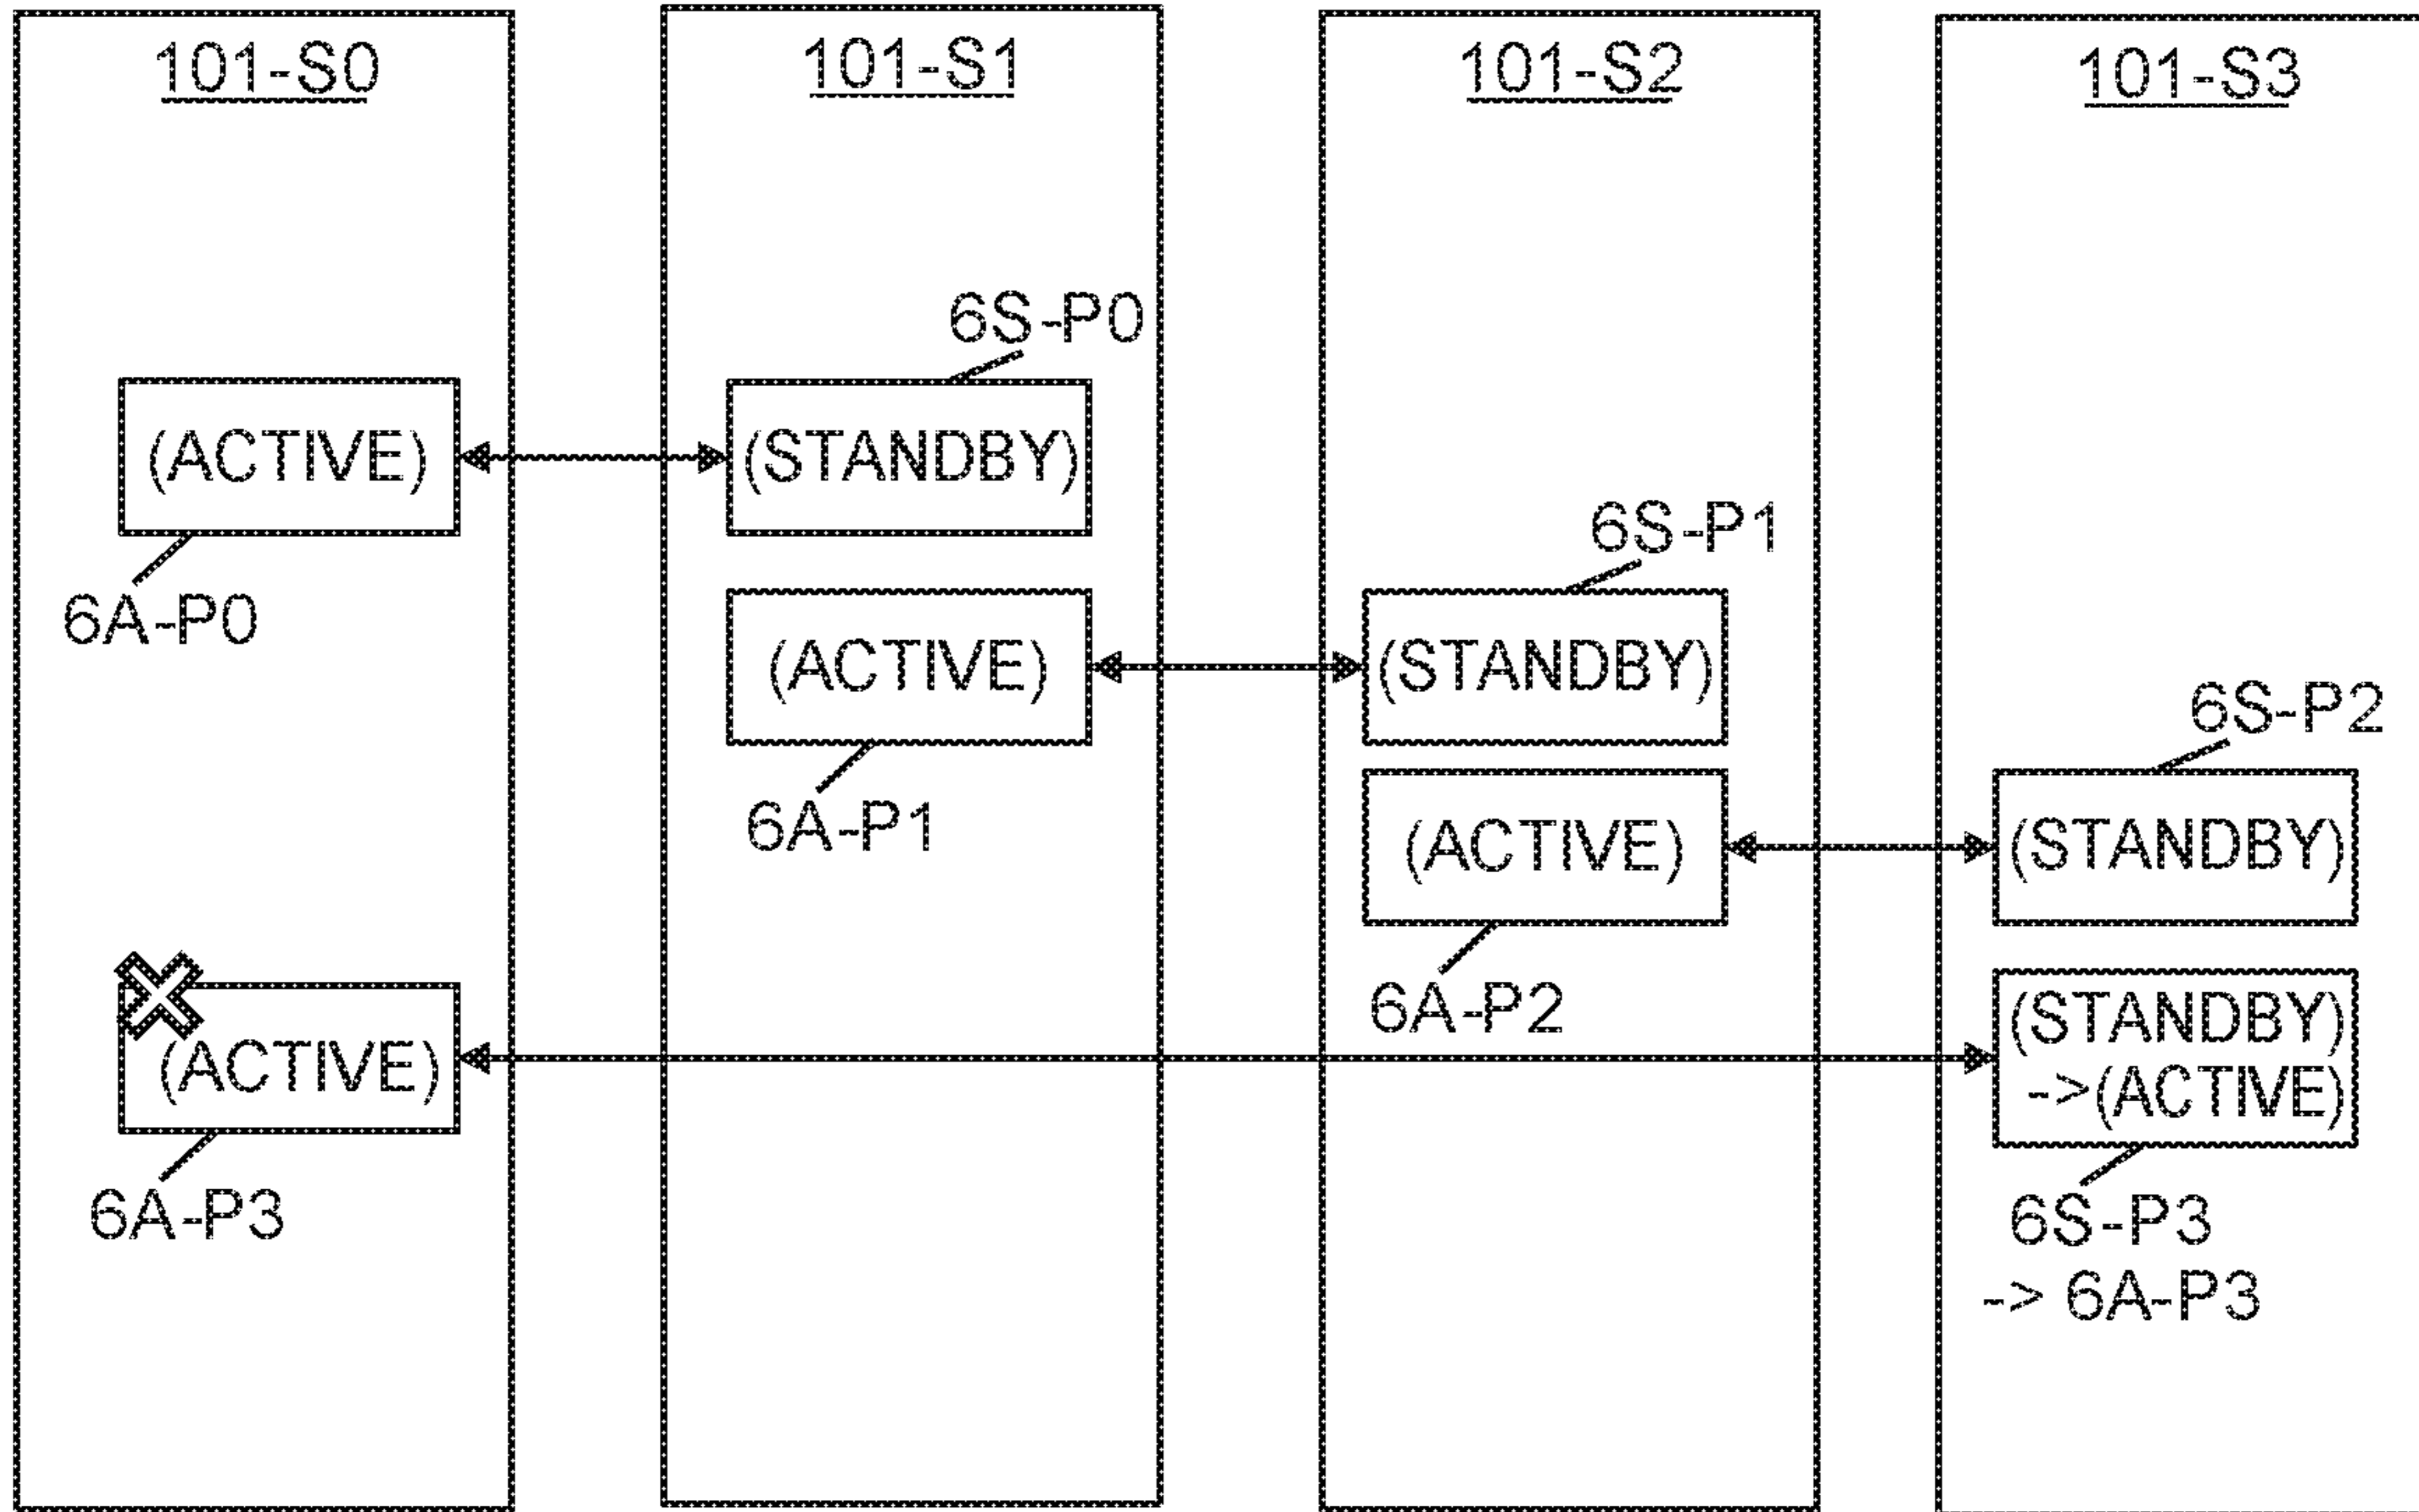 101-S0
101-S1
101-S2
101-S3
6S-P0
(ACTIVE)
(STANDBY)
6S-P1
6A-P0
(ACTIVE)
(STANDBY)
6S-P2
6A-P1
(ACTIVE)
(STANDBY)
6A-P2
(ACTIVE)
(STANDBY)
->(ACTIVE)
6A-P3
6S-P3
-> 6A-P3